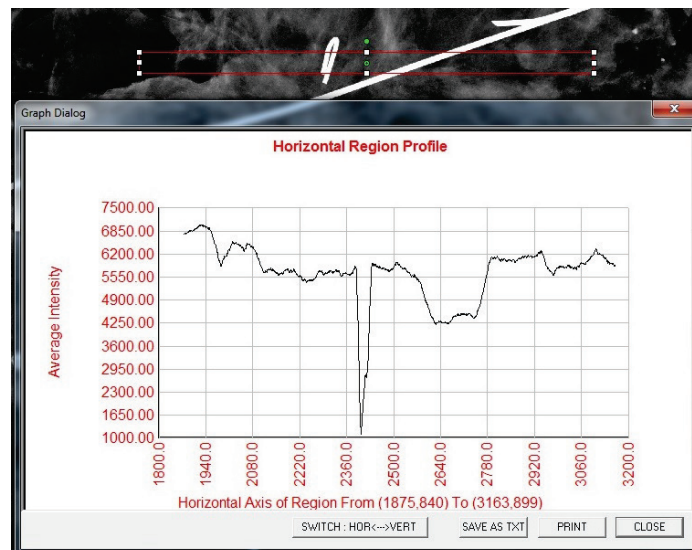 Graph Dialog
x
Horizontal Region Profile
7500.00
6850.00
6200.00
5550.00
4900.00
4250.00
3600.00
2950.00
2300.00
1650.00
1000.00
Average Intensity
1800.0
1940.0
2080.0
2220.0
2360.0
2500.0
2640.0
2780.0
2920.0
3060.0
3200.0
Horizontal Axis of Region From (1875,840) To (3163,899)
SWITCH : HOR<--->VERT
SAVE AS TXT
PRINT
CLOSE